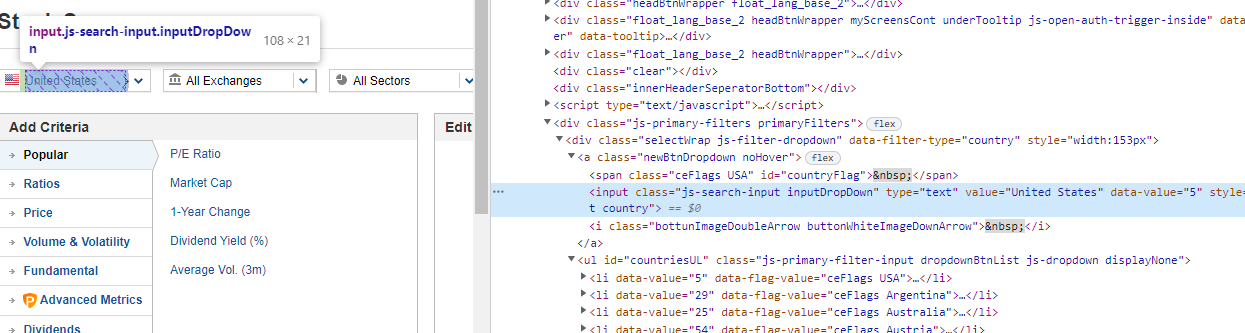 input.js-search-input.inputDropDow
n
108 × 21
United States
All Exchanges
All Sectors
Add Criteria
Edit
Popular
Ratios
Price
Volume & Volatility
Fundamental
Advanced Metrics
Dividends
P/E Ratio
Market Cap
1-Year Change
Dividend Yield (%)
Average Vol. (3m)
<div class="headBtnWrapper float_lang_base_2">…</div>
<div class="float_lang_base_2 headBtnWrapper myScreensCont underTooltip js-open-auth-trigger-inside" data
er" data-tooltip>…</div>
<div class="float_lang_base_2 headBtnWrapper">…</div>
<div class="clear"></div>
<div class="innerHeaderSeperatorBottom"></div>
<script type="text/javascript">…</script>
<div class="js-primary-filters primaryFilters"> flex
<div class="selectWrap js-filter-dropdown" data-filter-type="country" style="width:153px">
<a class="newBtnDropdown noHover"> flex
<span class="ceFlags USA" id="countryFlag">&nbsp;</span>
<input class="js-search-input inputDropDown" type="text" value="United States" data-value="5" style
t country"> == $0
<i class="bottunImageDoubleArrow buttonWhiteImageDownArrow">&nbsp;</i>
</a>
<ul id="countriesUL" class="js-primary-filter-input dropdownBtnList js-dropdown displayNone">
<li data-value="5" data-flag-value="ceFlags USA">…</li>
<li data-value="29" data-flag-value="ceFlags Argentina">…</li>
<li data-value="25" data-flag-value="ceFlags Australia">…</li>
<li data-value="54" data-flag-value="ceFlags Austria">…</li>